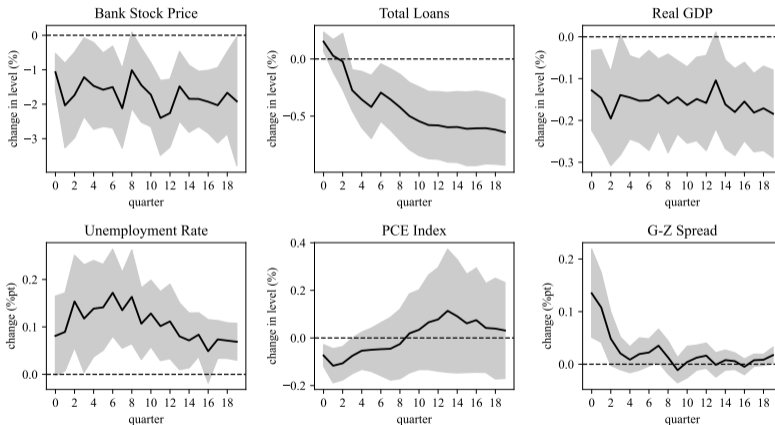 Bank Stock Price
change in level (%)
0
−1
−2
−3
0 2 4 6 8 10 12 14 16 18
quarter
Total Loans
change in level (%)
0.0
−0.5
0 2 4 6 8 10 12 14 16 18
quarter
Real GDP
change in level (%)
0.0
−0.1
−0.2
−0.3
0 2 4 6 8 10 12 14 16 18
quarter
Unemployment Rate
change (%pt)
0.2
0.1
0.0
0 2 4 6 8 10 12 14 16 18
quarter
PCE Index
change in level (%)
0.4
0.2
0.0
−0.2
0 2 4 6 8 10 12 14 16 18
quarter
G-Z Spread
change (%pt)
0.2
0.1
0.0
0 2 4 6 8 10 12 14 16 18
quarter